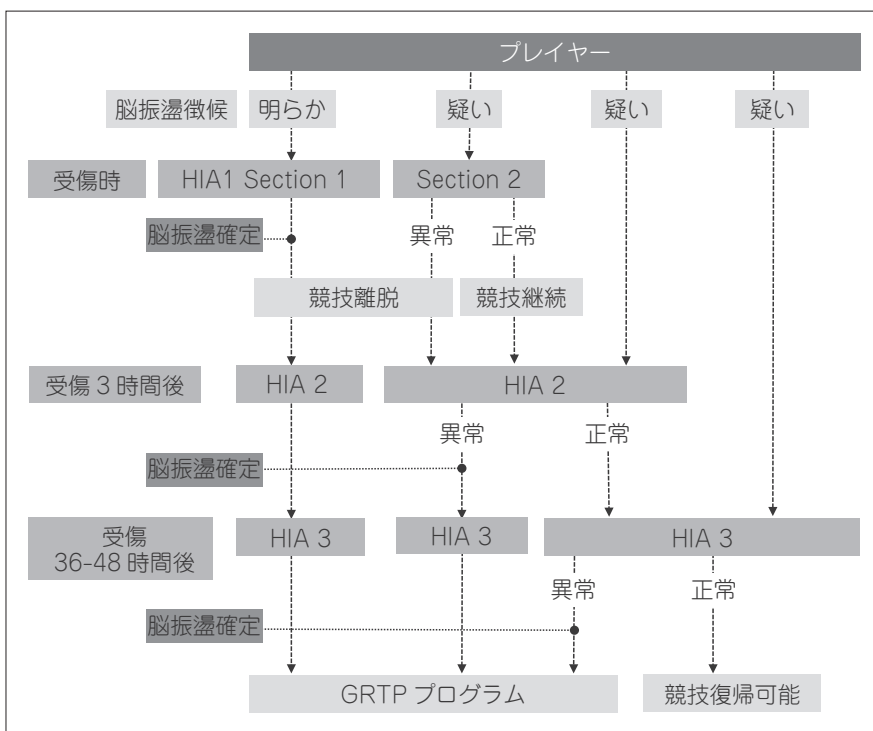 プレイヤー
脳振盪徴候 明らか 疑い 疑い 疑い
受傷時 HIA1 Section 1 Section 2
脳振盪確定 異常 正常
競技離脱 競技継続
受傷 3 時間後 HIA 2 HIA 2
異常 正常
脳振盪確定
受傷
36-48 時間後
HIA 3 HIA 3 HIA 3
異常 正常
脳振盪確定
GRTP プログラム 競技復帰可能